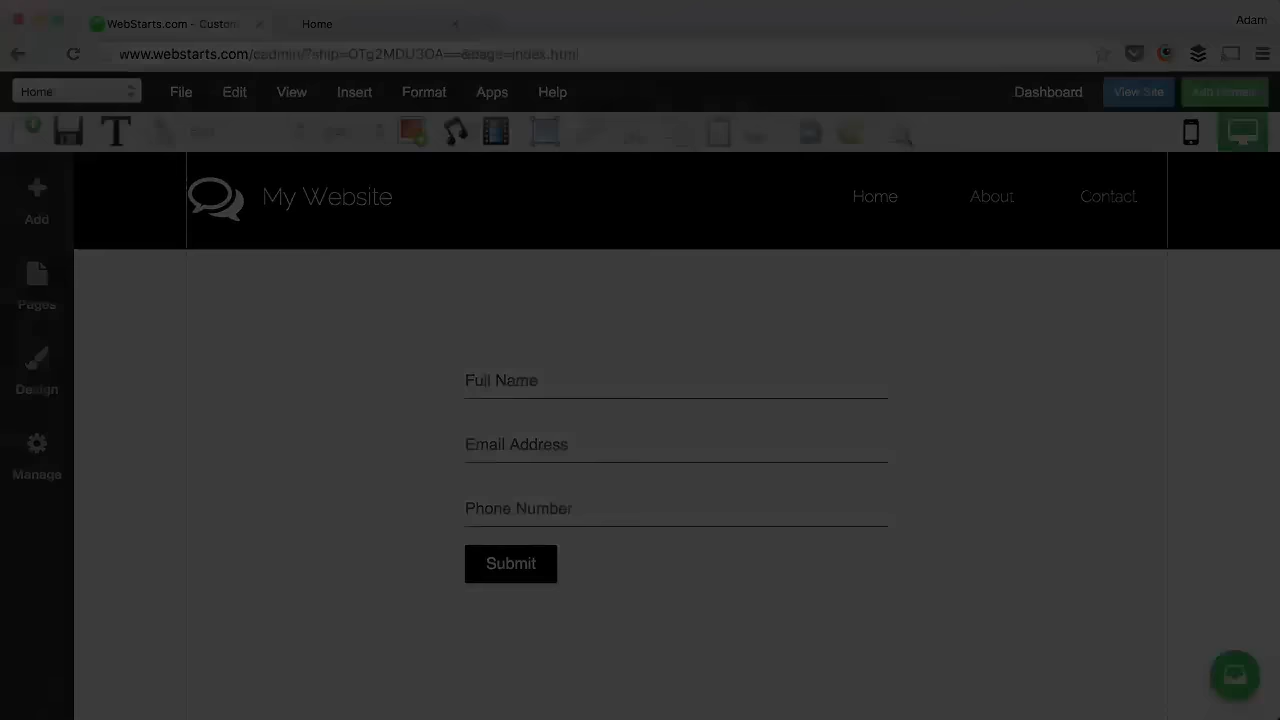 WebStarts.com - Custom
Home
Adam
www.webstarts.com/
Home
File
Edit
View
Insert
Format
Apps
Help
Dashboard
View Site
T
Add
Pages
Design
Manage
My Website
Home
About
Contact
Full Name
Email Address
Phone Number
Submit